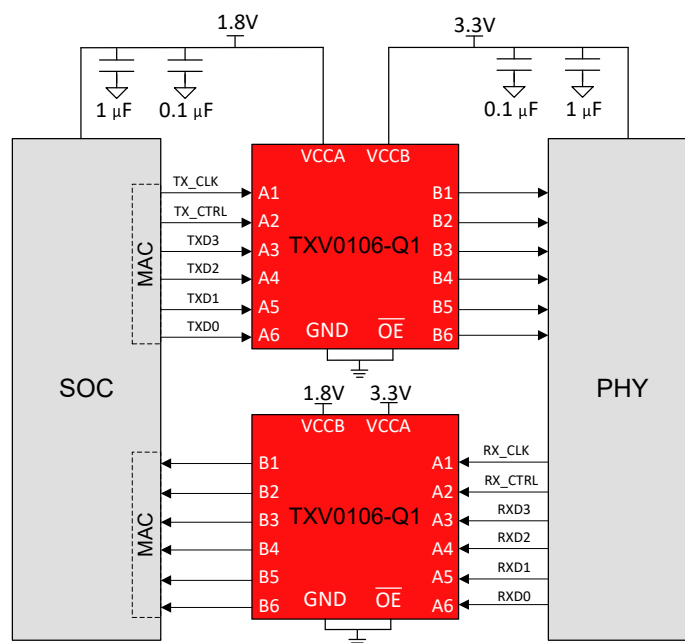 1.8V
3.3V
1 µF
0.1 µF
0.1 µF
1 µF
VCCA
VCCB
TX_CLK
A1
B1
TX_CTRL
A2
B2
TXD3
A3
TXV0106-Q1
B3
MAC
TXD2
A4
B4
TXD1
A5
B5
TXD0
A6
GND
OE
B6
SOC
PHY
1.8V
3.3V
VCCB
VCCA
B1
A1
RX_CLK
B2
A2
RX_CTRL
B3
TXV0106-Q1
A3
RXD3
MAC
B4
A4
RXD2
B5
A5
RXD1
B6
GND
OE
A6
RXD0